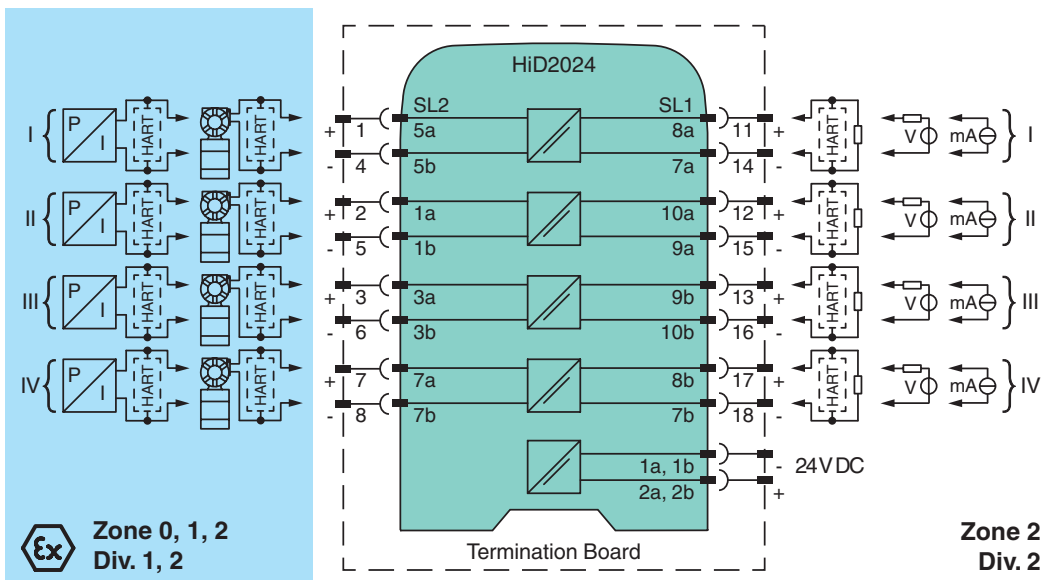 HiD2024
SL2 SL1
I P I HART HART + 1 5a 8a 11 + HART V mA I
- 4 5b 7a 14 -
II P I HART HART + 2 1a 10a 12 + HART V mA II
- 5 1b 9a 15 -
III P I HART HART + 3 3a 9b 13 + HART V mA III
- 6 3b 10b 16 -
IV P I HART HART + 7 7a 8b 17 + HART V mA IV
- 8 7b 7b 18 -
1a, 1b - 24V DC
2a, 2b +
Termination Board
εx Zone 0, 1, 2
Div. 1, 2
Zone 2
Div. 2